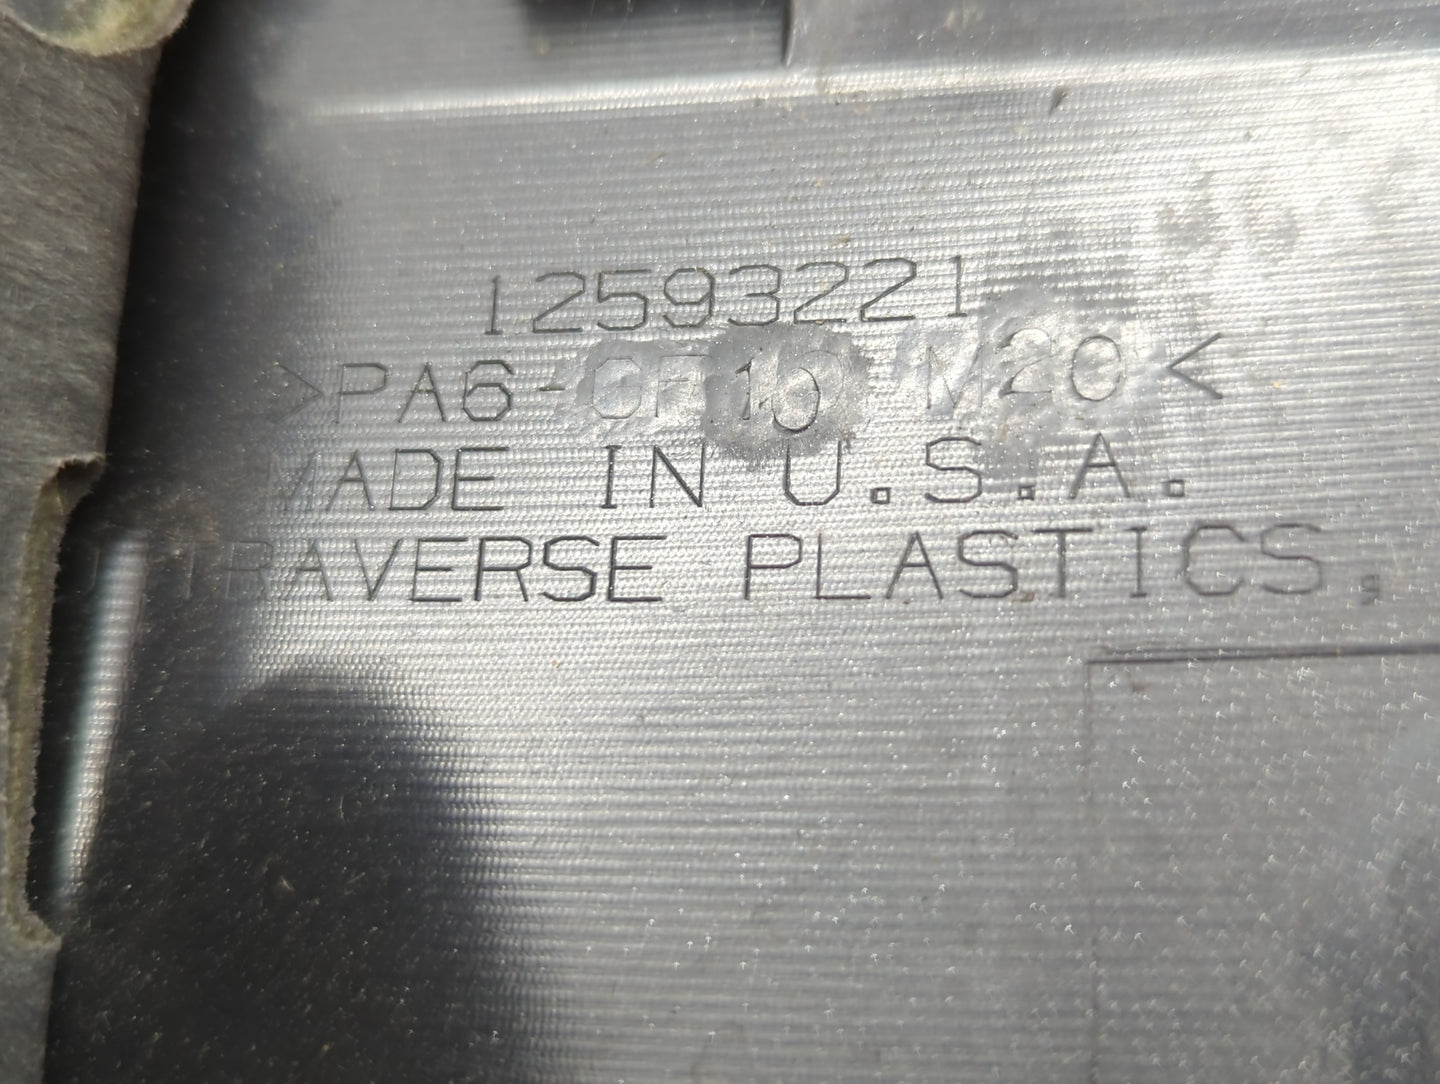 12593221
>PA6-GF10 M20<
MADE IN U.S.A.
TRAVERSE PLASTICS,